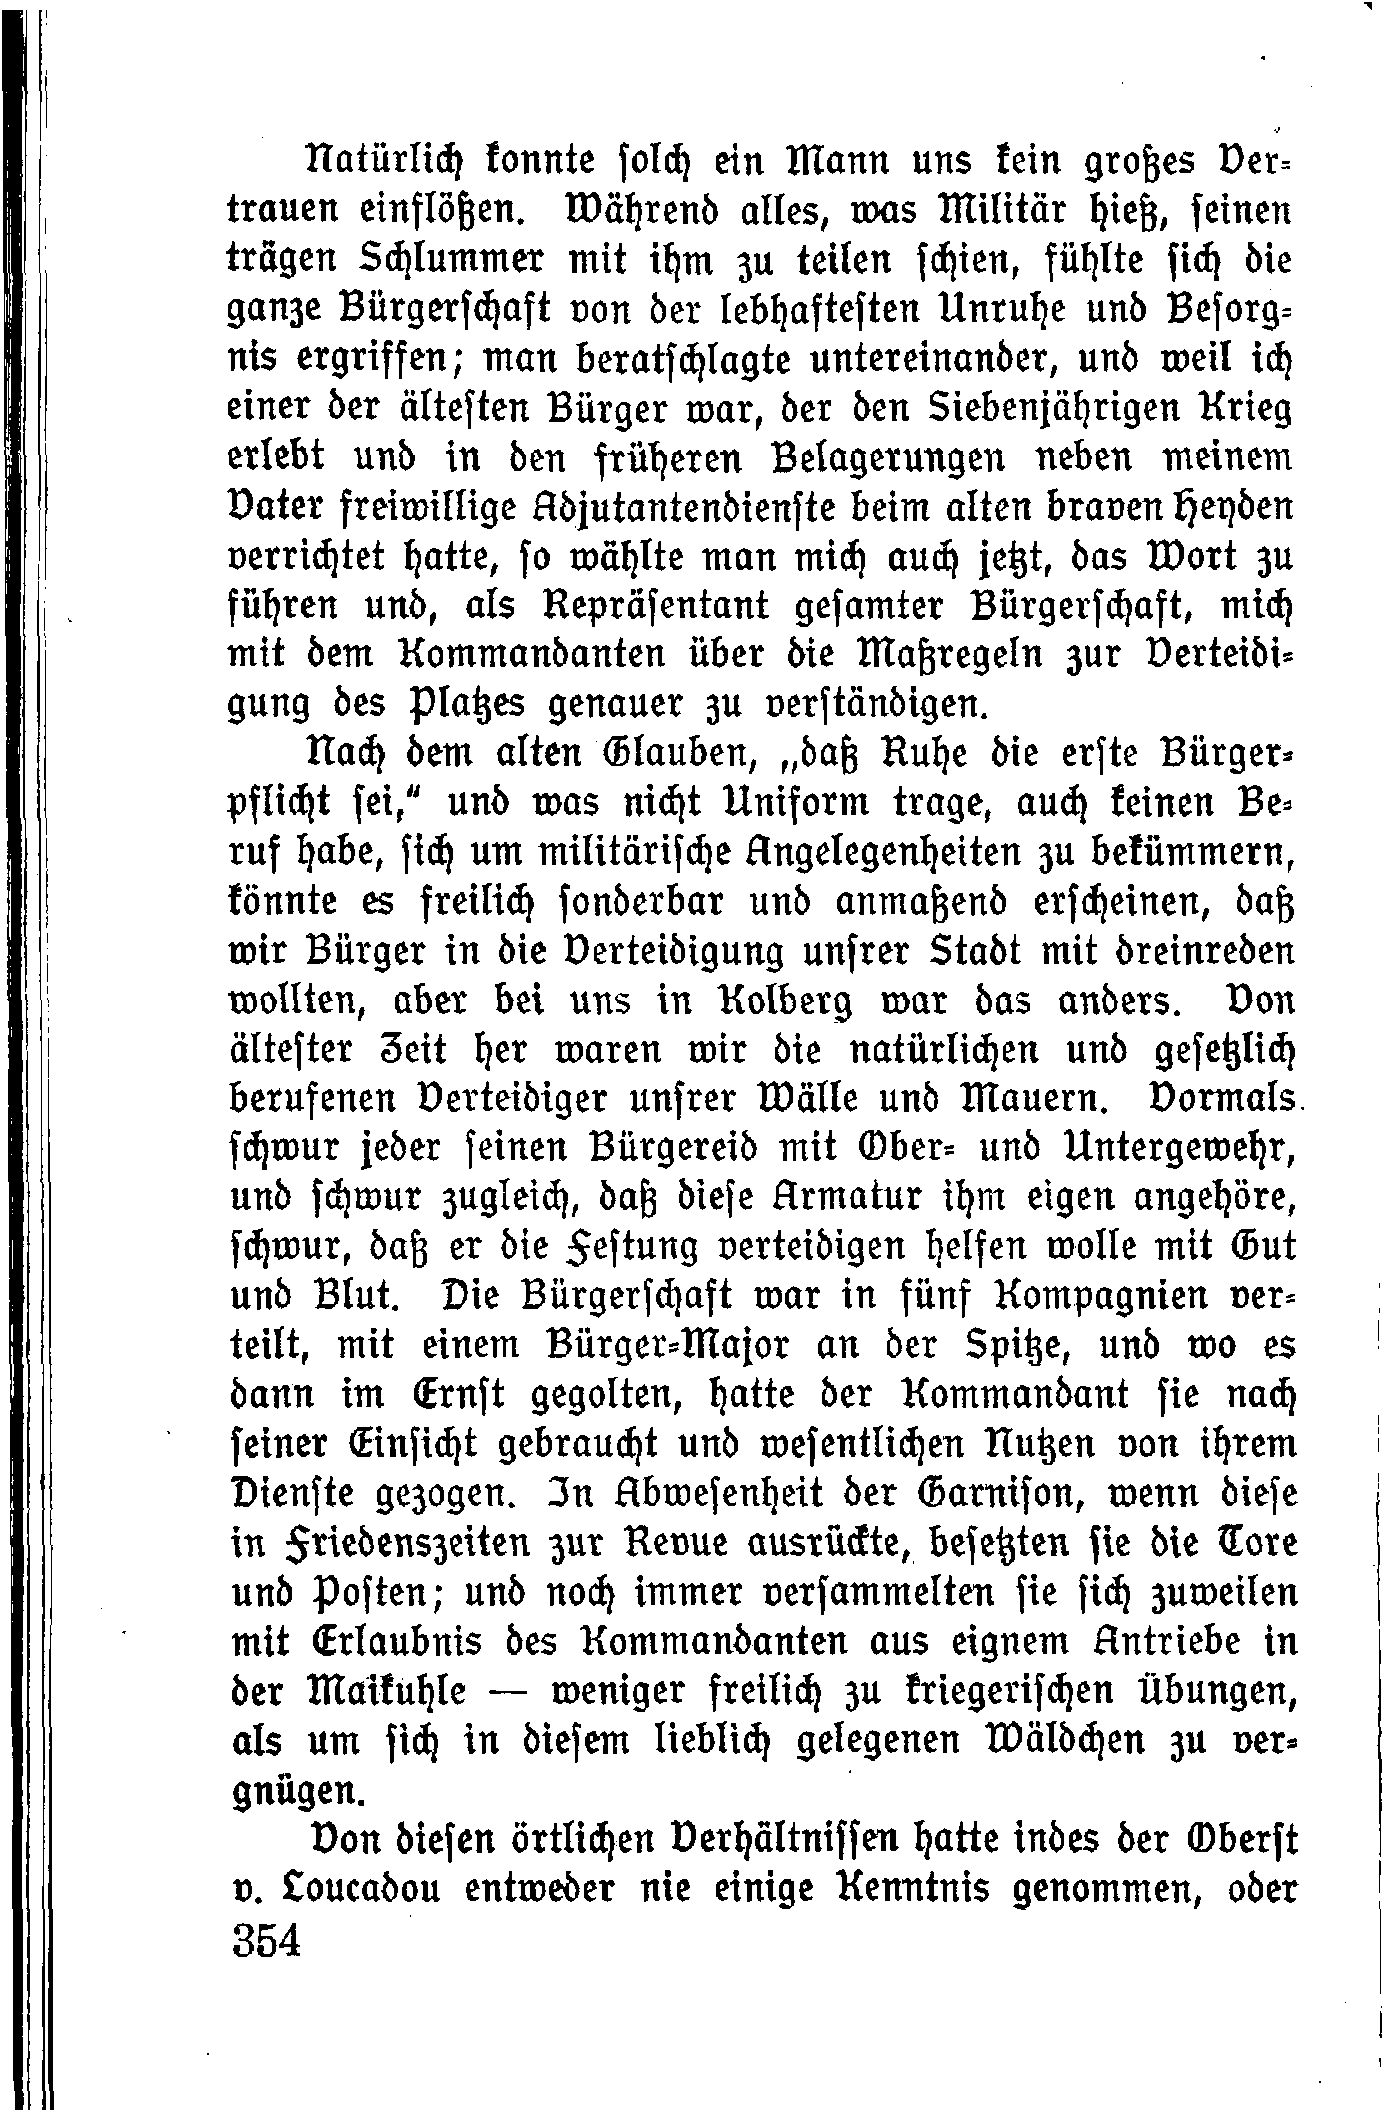 Natürlich konnte solch ein Mann uns kein großes Ver-
trauen einflößen. Während alles, was Militär hieß, seinen
trägen Schlummer mit ihm zu teilen schien, fühlte sich die
ganze Bürgerschaft von der lebhaftesten Unruhe und Besorg-
nis ergriffen; man beratschlagte untereinander, und weil ich
einer der ältesten Bürger war, der den Siebenjährigen Krieg
erlebt und in den früheren Belagerungen neben meinem
Vater freiwillige Adjutantendienste beim alten braven Heyden
verrichtet hatte, so wählte man mich auch jetzt, das Wort zu
führen und, als Repräsentant gesamter Bürgerschaft, mich
mit dem Kommandanten über die Maßregeln zur Verteidi-
gung des Platzes genauer zu verständigen.
Nach dem alten Glauben, „daß Ruhe die erste Bürger-
pflicht sei,“ und was nicht Uniform trage, auch keinen Be-
ruf habe, sich um militärische Angelegenheiten zu bekümmern,
könnte es freilich sonderbar und anmaßend erscheinen, daß
wir Bürger in die Verteidigung unsrer Stadt mit dreinreden
wollten, aber bei uns in Kolberg war das anders. Von
ältester Zeit her waren wir die natürlichen und gesetzlich
berufenen Verteidiger unsrer Wälle und Mauern. Vormals
schwur jeder seinen Bürgereid mit Ober- und Untergewehr,
und schwur zugleich, daß diese Armatur ihm eigen angehöre,
schwur, daß er die Festung verteidigen helfen wolle mit Gut
und Blut. Die Bürgerschaft war in fünf Kompagnien ver-
teilt, mit einem Bürger-Major an der Spitze, und wo es
dann im Ernst gegolten, hatte der Kommandant sie nach
seiner Einsicht gebraucht und wesentlichen Nutzen von ihrem
Dienste gezogen. In Abwesenheit der Garnison, wenn diese
in Friedenszeiten zur Revue ausrückte, besetzten sie die Tore
und Posten; und noch immer versammelten sie sich zuweilen
mit Erlaubnis des Kommandanten aus eignem Antriebe in
der Maikuhle — weniger freilich zu kriegerischen Übungen,
als um sich in diesem lieblich gelegenen Wäldchen zu ver-
gnügen.
Von diesen örtlichen Verhältnissen hatte indes der Oberst
v. Loucadou entweder nie einige Kenntnis genommen, oder
354